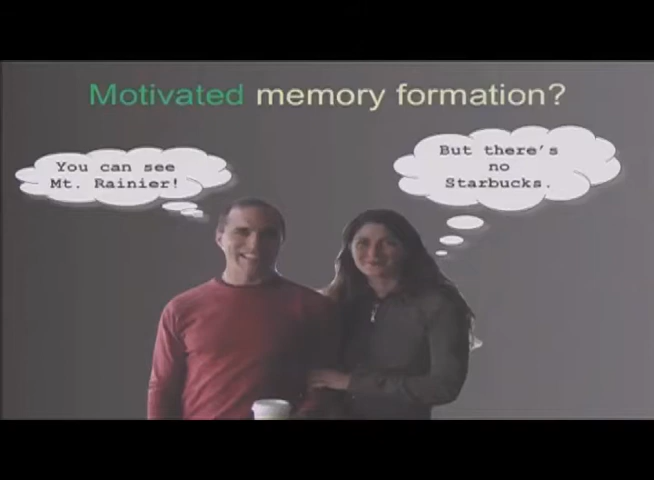 Motivated memory formation?
You can see
Mt. Rainier!
But there's
no
Starbucks.